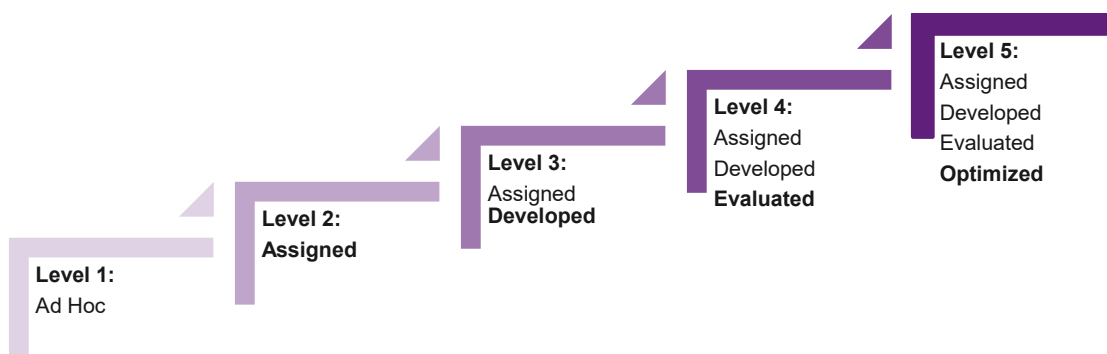 Level 1:
Ad Hoc
Level 2:
Assigned
Level 3:
Assigned
Developed
Level 4:
Assigned
Developed
Evaluated
Level 5:
Assigned
Developed
Evaluated
Optimized